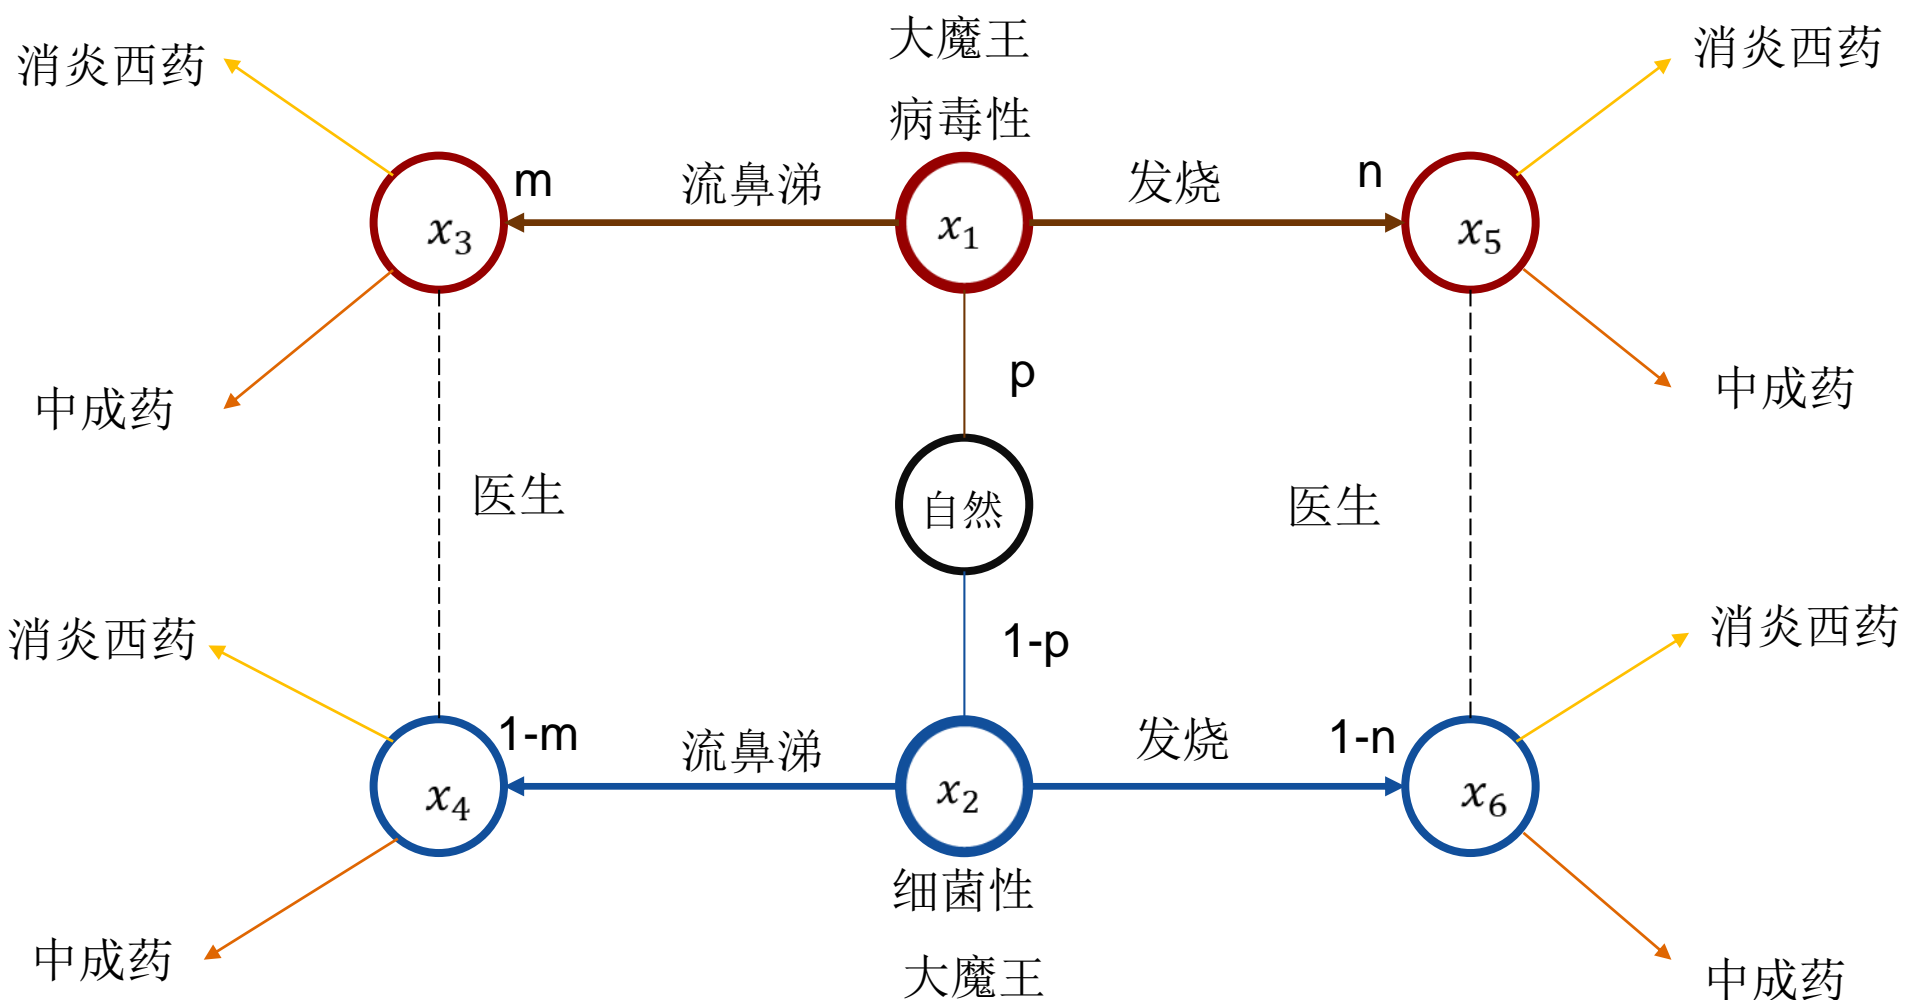 大魔王
消炎西药
消炎西药
病毒性
m
流鼻涕
发烧
n
x₃
x₁
x₅
p
中成药
中成药
医生
自然
医生
消炎西药
1-p
消炎西药
1-m
流鼻涕
发烧
1-n
x₄
x₂
x₆
细菌性
中成药
大魔王
中成药